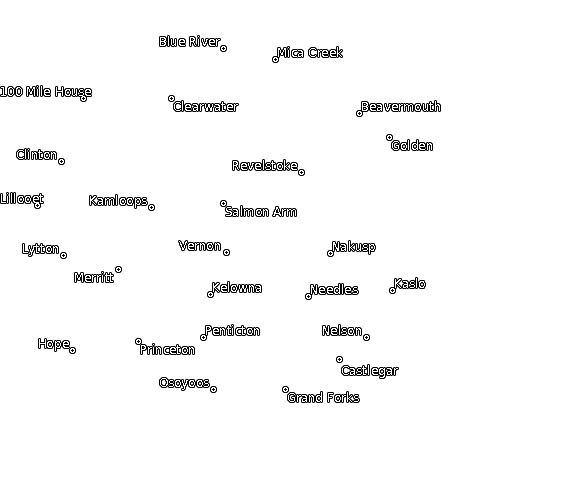 Blue River
Mica Creek
100 Mile House
Clearwater
Beavermouth
Golden
Clinton
Revelstoke
Lillooet
Kamloops
Salmon Arm
Lytton
Vernon
Nakusp
Merritt
Kelowna
Needles
Kaslo
Hope
Princeton
Penticton
Nelson
Castlegar
Osoyoos
Grand Forks